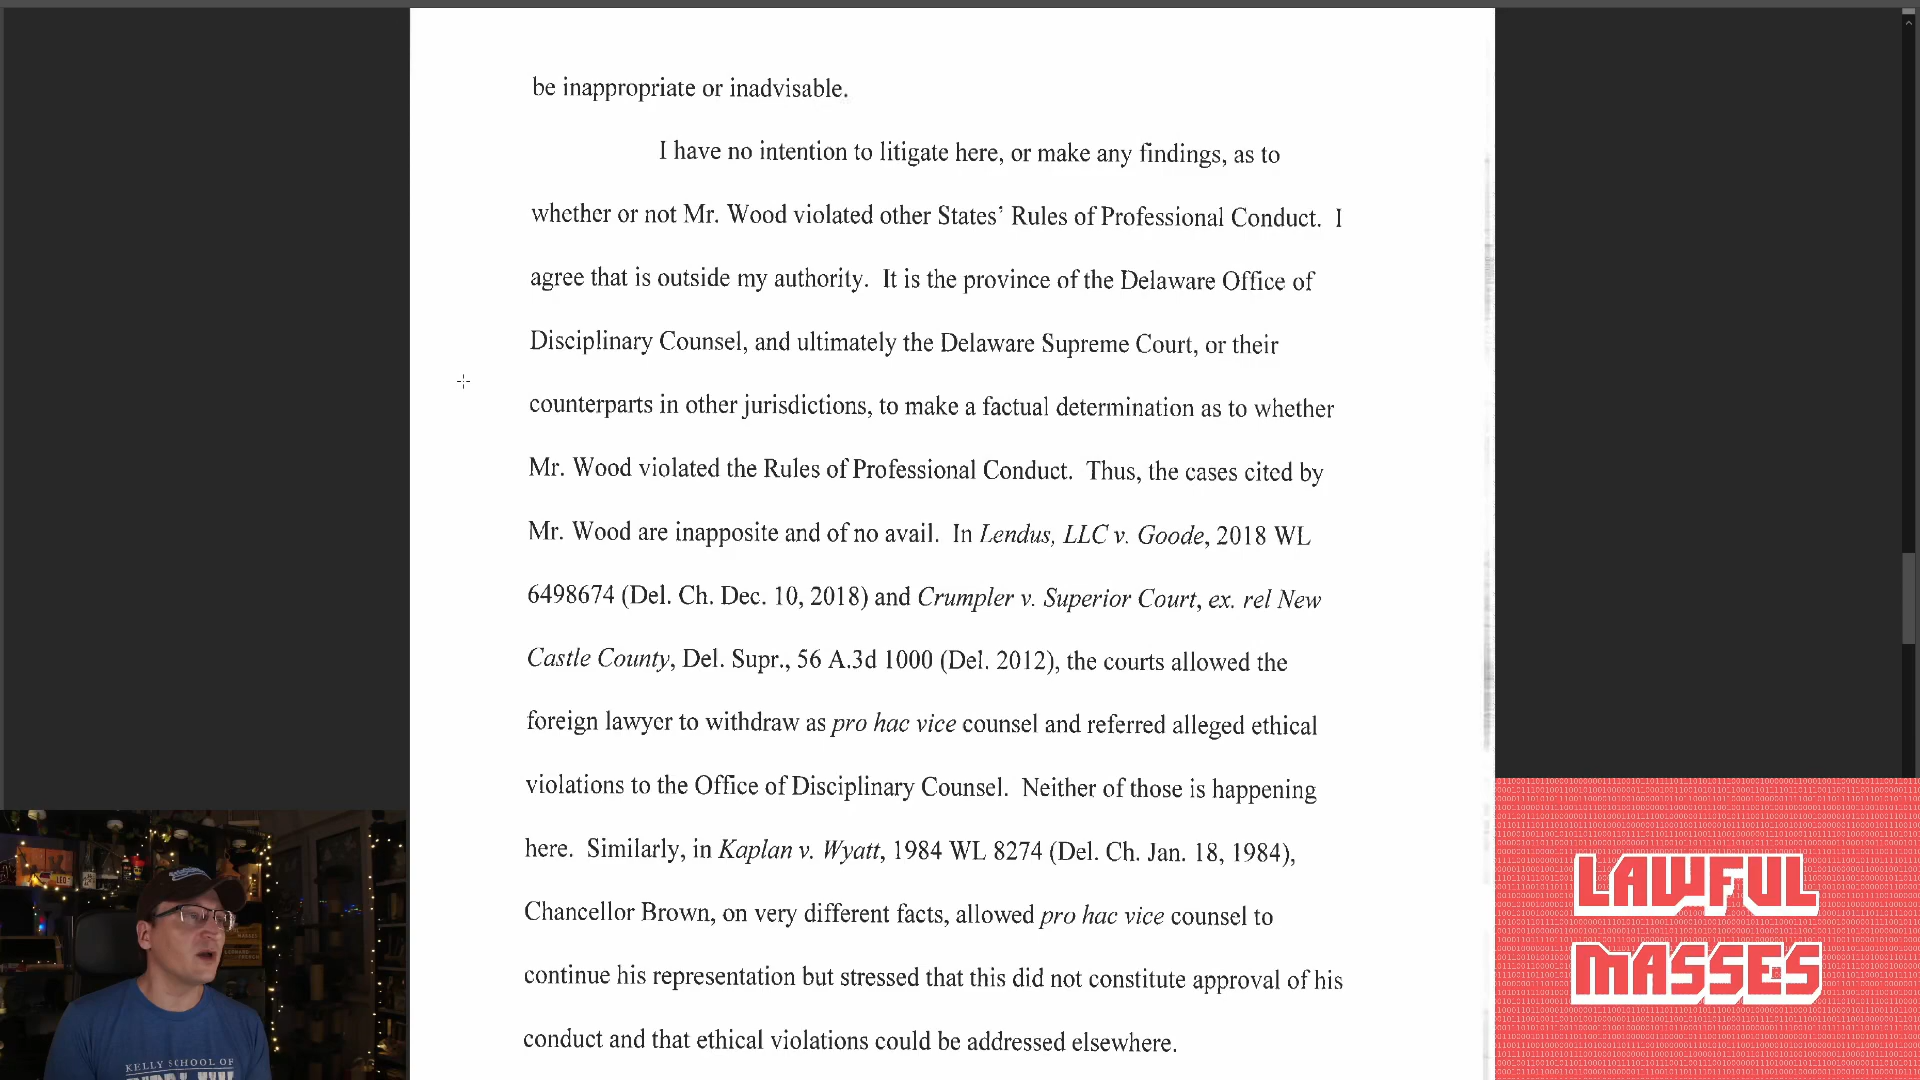 be inappropriate or inadvisable.
I have no intention to litigate here, or make any findings, as to
whether or not Mr. Wood violated other States' Rules of Professional Conduct. I
agree that is outside my authority. It is the province of the Delaware Office of
Disciplinary Counsel, and ultimately the Delaware Supreme Court, or their
counterparts in other jurisdictions, to make a factual determination as to whether
Mr. Wood violated the Rules of Professional Conduct. Thus, the cases cited by
Mr. Wood are inapposite and of no avail. In Lendus, LLC v. Goode, 2018 WL
6498674 (Del. Ch. Dec. 10, 2018) and Crumpler v. Superior Court, ex. rel New
Castle County, Del. Supr., 56 A.3d 1000 (Del. 2012), the courts allowed the
foreign lawyer to withdraw as pro hac vice counsel and referred alleged ethical
violations to the Office of Disciplinary Counsel. Neither of those is happening
here. Similarly, in Kaplan v. Wyatt, 1984 WL 8274 (Del. Ch. Jan. 18, 1984),
Chancellor Brown, on very different facts, allowed pro hac vice counsel to
continue his representation but stressed that this did not constitute approval of his
conduct and that ethical violations could be addressed elsewhere.
KELLY SCHOOL OF
LAWFUL
MASSES